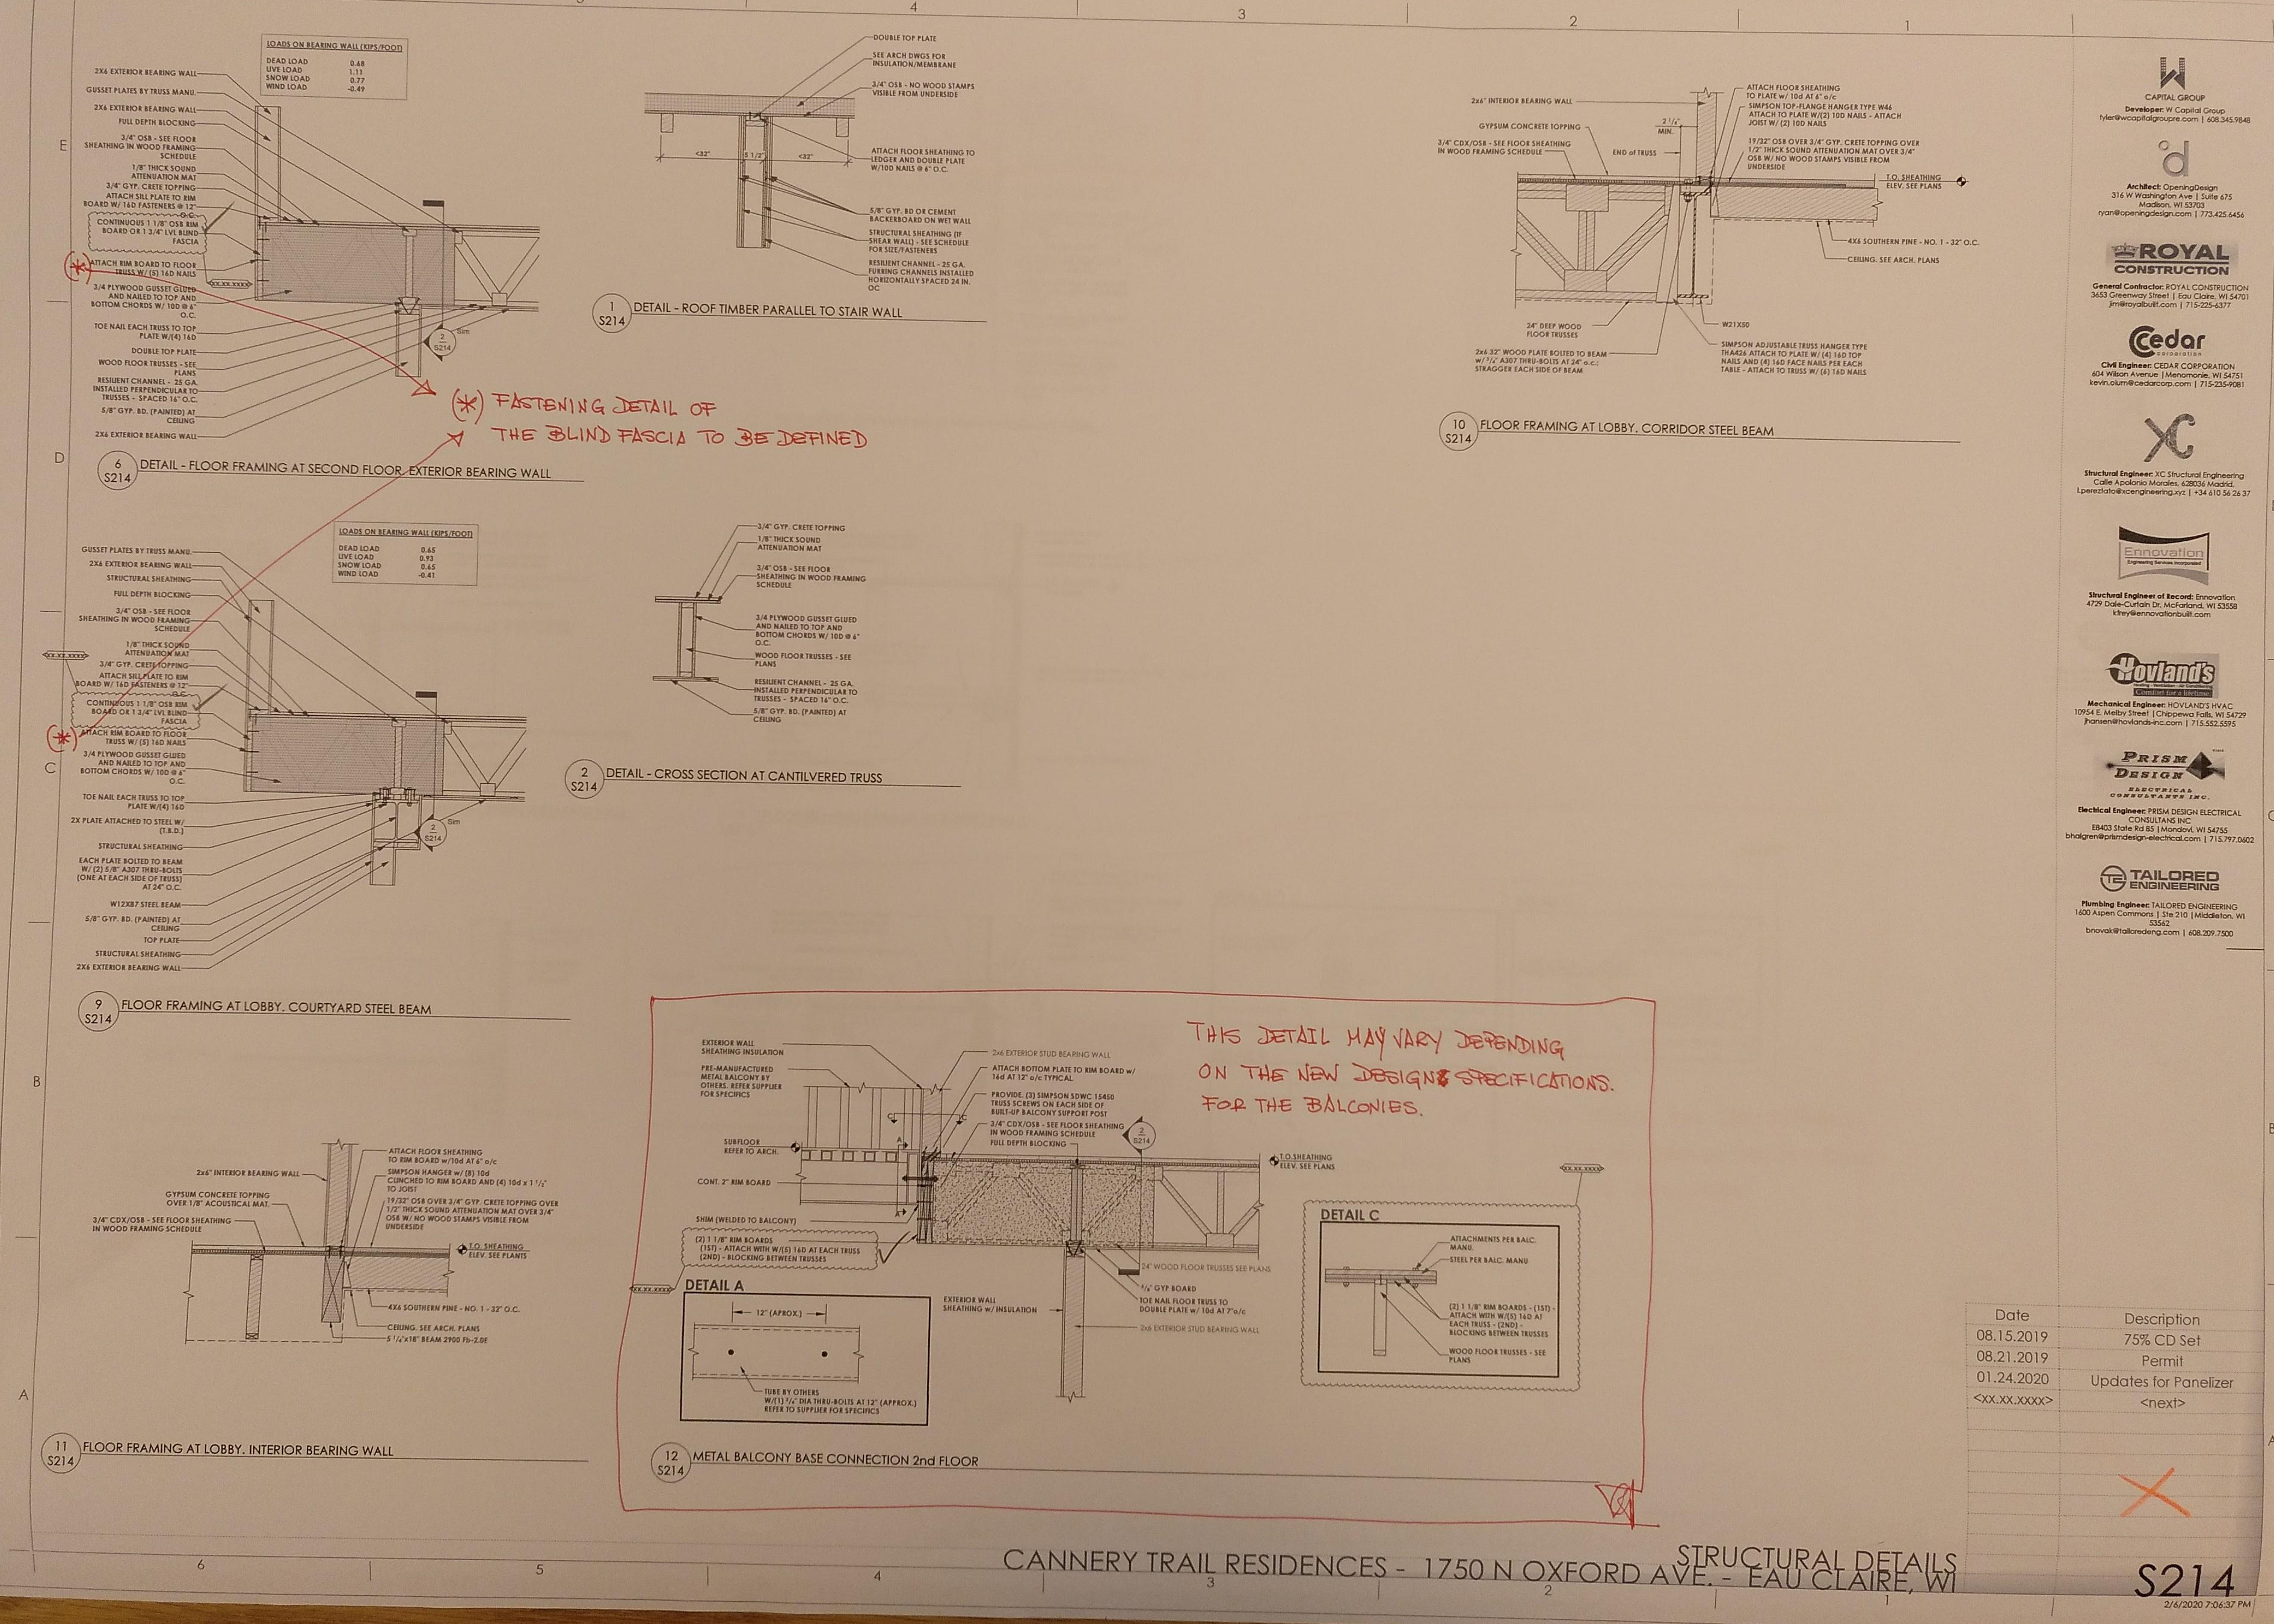 5
4
3
2
1
E
D
C
B
A
LOADS ON BEARING WALL (KIPS/FOOT)
DEAD LOAD 0.68
LIVE LOAD 1.11
SNOW LOAD 0.77
WIND LOAD -0.49
2X6 EXTERIOR BEARING WALL
GUSSET PLATES BY TRUSS MANU.
2X6 EXTERIOR BEARING WALL
FULL DEPTH BLOCKING
3/4" OSB - SEE FLOOR
SHEATHING IN WOOD FRAMING
SCHEDULE
1/8" THICK SOUND
ATTENUATION MAT
3/4" GYP. CRETE TOPPING
ATTACH SILL PLATE TO RIM
BOARD W/ 16D FASTENERS @ 12"
O.C.
CONTINUOUS 1 1/8" OSB RIM
BOARD OR 1 3/4" LVL BLIND
FASCIA
(*)
ATTACH RIM BOARD TO FLOOR
TRUSS W/ (5) 16D NAILS
XX.XX.XXXX
3/4 PLYWOOD GUSSET GLUED
AND NAILED TO TOP AND
BOTTOM CHORDS W/ 10D @ 6"
O.C.
TOE NAIL EACH TRUSS TO TOP
PLATE W/(4) 16D
DOUBLE TOP PLATE
WOOD FLOOR TRUSSES - SEE
PLANS
RESILIENT CHANNEL - 25 GA.
INSTALLED PERPENDICULAR TO
TRUSSES - SPACED 16" O.C.
5/8" GYP. BD. (PAINTED) AT
CEILING
2X6 EXTERIOR BEARING WALL
2
S214
Sim
(*) FASTENING DETAIL OF
THE BLIND FASCIA TO BE DEFINED
6
S214
DETAIL - FLOOR FRAMING AT SECOND FLOOR. EXTERIOR BEARING WALL
DOUBLE TOP PLATE
SEE ARCH DWGS FOR
INSULATION/MEMBRANE
3/4" OSB - NO WOOD STAMPS
VISIBLE FROM UNDERSIDE
<32"
5 1/2"
<32"
ATTACH FLOOR SHEATHING TO
LEDGER AND DOUBLE PLATE
W/10D NAILS @ 6" O.C.
5/8" GYP. BD OR CEMENT
BACKERBOARD ON WET WALL
STRUCTURAL SHEATHING (IF
SHEAR WALL) - SEE SCHEDULE
FOR SIZE/FASTENERS
RESILIENT CHANNEL - 25 GA.
FURRING CHANNELS INSTALLED
HORIZONTALLY SPACED 24 IN.
OC
1
S214
DETAIL - ROOF TIMBER PARALLEL TO STAIR WALL
2x6" INTERIOR BEARING WALL
GYPSUM CONCRETE TOPPING
3/4" CDX/OSB - SEE FLOOR SHEATHING
IN WOOD FRAMING SCHEDULE
2 1/4"
MIN.
END of TRUSS
ATTACH FLOOR SHEATHING
TO PLATE w/ 10d AT 6" o/c
SIMPSON TOP-FLANGE HANGER TYPE W46
ATTACH TO PLATE W/(2) 10D NAILS - ATTACH
JOIST W/ (2) 10D NAILS
19/32" OSB OVER 3/4" GYP. CRETE TOPPING OVER
1/2" THICK SOUND ATTENUATION MAT OVER 3/4"
OSB W/ NO WOOD STAMPS VISIBLE FROM
UNDERSIDE
T.O. SHEATHING
ELEV. SEE PLANS
4X6 SOUTHERN PINE - NO. 1 - 32" O.C.
CEILING. SEE ARCH. PLANS
24" DEEP WOOD
FLOOR TRUSSES
W21X50
2x6 32" WOOD PLATE BOLTED TO BEAM
w/ 3/4" A307 THRU-BOLTS AT 24" o.c.;
STRAGGER EACH SIDE OF BEAM
SIMPSON ADJUSTABLE TRUSS HANGER TYPE
THA426 ATTACH TO PLATE W/ (4) 16D TOP
NAILS AND (4) 16D FACE NAILS PER EACH
TABLE - ATTACH TO TRUSS W/ (6) 16D NAILS
10
S214
FLOOR FRAMING AT LOBBY. CORRIDOR STEEL BEAM
LOADS ON BEARING WALL (KIPS/FOOT)
DEAD LOAD 0.65
LIVE LOAD 0.93
SNOW LOAD 0.65
WIND LOAD -0.41
GUSSET PLATES BY TRUSS MANU.
2X6 EXTERIOR BEARING WALL
STRUCTURAL SHEATHING
FULL DEPTH BLOCKING
3/4" OSB - SEE FLOOR
SHEATHING IN WOOD FRAMING
SCHEDULE
1/8" THICK SOUND
ATTENUATION MAT
XX.XX.XXXX
3/4" GYP. CRETE TOPPING
ATTACH SILL PLATE TO RIM
BOARD W/ 16D FASTENERS @ 12"
O.C.
CONTINUOUS 1 1/8" OSB RIM
BOARD OR 1 3/4" LVL BLIND
FASCIA
(*)
ATTACH RIM BOARD TO FLOOR
TRUSS W/ (5) 16D NAILS
3/4 PLYWOOD GUSSET GLUED
AND NAILED TO TOP AND
BOTTOM CHORDS W/ 10D @ 6"
O.C.
TOE NAIL EACH TRUSS TO TOP
PLATE W/(4) 16D
2X PLATE ATTACHED TO STEEL W/
(T.B.D.)
STRUCTURAL SHEATHING
EACH PLATE BOLTED TO BEAM
W/ (2) 5/8" A307 THRU-BOLTS
(ONE AT EACH SIDE OF TRUSS)
AT 24" O.C.
W12X87 STEEL BEAM
5/8" GYP. BD. (PAINTED) AT
CEILING
TOP PLATE
STRUCTURAL SHEATHING
2X6 EXTERIOR BEARING WALL
2
S214
Sim
9
S214
FLOOR FRAMING AT LOBBY. COURTYARD STEEL BEAM
3/4" GYP. CRETE TOPPING
1/8" THICK SOUND
ATTENUATION MAT
3/4" OSB - SEE FLOOR
SHEATHING IN WOOD FRAMING
SCHEDULE
3/4 PLYWOOD GUSSET GLUED
AND NAILED TO TOP AND
BOTTOM CHORDS W/ 10D @ 6"
O.C.
WOOD FLOOR TRUSSES - SEE
PLANS
RESILIENT CHANNEL - 25 GA.
INSTALLED PERPENDICULAR TO
TRUSSES - SPACED 16" O.C.
5/8" GYP. BD. (PAINTED) AT
CEILING
2
S214
DETAIL - CROSS SECTION AT CANTILVERED TRUSS
2x6" INTERIOR BEARING WALL
GYPSUM CONCRETE TOPPING
OVER 1/8" ACOUSTICAL MAT.
3/4" CDX/OSB - SEE FLOOR SHEATHING
IN WOOD FRAMING SCHEDULE
ATTACH FLOOR SHEATHING
TO RIM BOARD w/10d AT 6" o/c
SIMPSON HANGER w/ (8) 10d
CLINCHED TO RIM BOARD AND (4) 10d x 1 1/2"
TO JOIST
19/32" OSB OVER 3/4" GYP. CRETE TOPPING OVER
1/2" THICK SOUND ATTENUATION MAT OVER 3/4"
OSB W/ NO WOOD STAMPS VISIBLE FROM
UNDERSIDE
T.O. SHEATHING
ELEV. SEE PLANTS
4X6 SOUTHERN PINE - NO. 1 - 32" O.C.
CEILING. SEE ARCH. PLANS
5 1/4"x18" BEAM 2900 Fb-2.0E
11
S214
FLOOR FRAMING AT LOBBY. INTERIOR BEARING WALL
EXTERIOR WALL
SHEATHING INSULATION
PRE-MANUFACTURED
METAL BALCONY BY
OTHERS. REFER SUPPLIER
FOR SPECIFICS
SUBFLOOR
REFER TO ARCH.
CONT. 2" RIM BOARD
SHIM (WELDED TO BALCONY)
(2) 1 1/8" RIM BOARDS
(1ST) - ATTACH WITH W/(5) 16D AT EACH TRUSS
(2ND) - BLOCKING BETWEEN TRUSSES
XX.XX.XXXX
C
C
A
A
2x6 EXTERIOR STUD BEARING WALL
ATTACH BOTTOM PLATE TO RIM BOARD w/
16d AT 12" o/c TYPICAL
PROVIDE. (3) SIMPSON SDWC 15450
TRUSS SCREWS ON EACH SIDE OF
BUILT-UP BALCONY SUPPORT POST
3/4" CDX/OSB - SEE FLOOR SHEATHING
IN WOOD FRAMING SCHEDULE
FULL DEPTH BLOCKING
2
S214
T.O. SHEATHING
ELEV. SEE PLANS
THIS DETAIL MAY VARY DEPENDING
ON THE NEW DESIGN SPECIFICATIONS.
FOR THE BALCONIES.
24" WOOD FLOOR TRUSSES SEE PLANS
5/8" GYP BOARD
TOE NAIL FLOOR TRUSS TO
DOUBLE PLATE w/ 10d AT 7"o/c
EXTERIOR WALL
SHEATHING w/ INSULATION
2x6 EXTERIOR STUD BEARING WALL
DETAIL A
12" (APROX.)
TUBE BY OTHERS
W/(1) 3/4" DIA THRU-BOLTS AT 12" (APPROX.)
REFER TO SUPPLIER FOR SPECIFICS
XX.XX.XXXX
DETAIL C
ATTACHMENTS PER BALC.
MANU.
STEEL PER BALC. MANU
(2) 1 1/8" RIM BOARDS - (1ST) -
ATTACH WITH W/(5) 16D AT
EACH TRUSS - (2ND) -
BLOCKING BETWEEN TRUSSES
WOOD FLOOR TRUSSES - SEE
PLANS
12
S214
METAL BALCONY BASE CONNECTION 2nd FLOOR
W
CAPITAL GROUP
Developer: W Capital Group
tyler@wcapitalgroupre.com | 608.345.9848
Architect: OpeningDesign
316 W Washington Ave | Suite 675
Madison, WI 53703
ryan@openingdesign.com | 773.425.6456
ROYAL
CONSTRUCTION
General Contractor: ROYAL CONSTRUCTION
3653 Greenway Street | Eau Claire, WI 54701
jim@royalbuilt.com | 715-225-6377
Cedar
corporation
Civil Engineer: CEDAR CORPORATION
604 Wilson Avenue | Menomonie, WI 54751
kevin.oium@cedarcorp.com | 715-235-9081
XC
Structural Engineer: XC Structural Engineering
Calle Apolonio Morales, 628036 Madrid.
l.pereztato@xcengineering.xyz | +34 610 56 26 37
Ennovation
Engineering Services Incorporated
Structural Engineer of Record: Ennovation
4729 Dale-Curtain Dr, McFarland, WI 53558
kfrey@ennovationbuilt.com
Hovland's
Heating - Ventilation - Air Conditioning
Comfort for a lifetime
Mechanical Engineer: HOVLAND'S HVAC
10954 E. Melby Street | Chippewa Falls, WI 54729
jhansen@hovlands-inc.com | 715.552.5595
PRISM
DESIGN
ELECTRICAL
CONSULTANTS INC.
Electrical Engineer: PRISM DESIGN ELECTRICAL
CONSULTANS INC
E8403 State Rd 85 | Mondovi, WI 54755
bhalgren@prismdesign-electrical.com | 715.797.0602
TE TAILORED
ENGINEERING
Plumbing Engineer: TAILORED ENGINEERING
1600 Aspen Commons | Ste 210 | Middleton, WI
53562
bnovak@tailoredeng.com | 608.209.7500
Date Description
08.15.2019 75% CD Set
08.21.2019 Permit
01.24.2020 Updates for Panelizer
<xx.xx.xxxx> <next>
STRUCTURAL DETAILS
CANNERY TRAIL RESIDENCES - 1750 N OXFORD AVE. - EAU CLAIRE, WI
S214
2/6/2020 7:06:37 PM
6
5
4
3
2
1